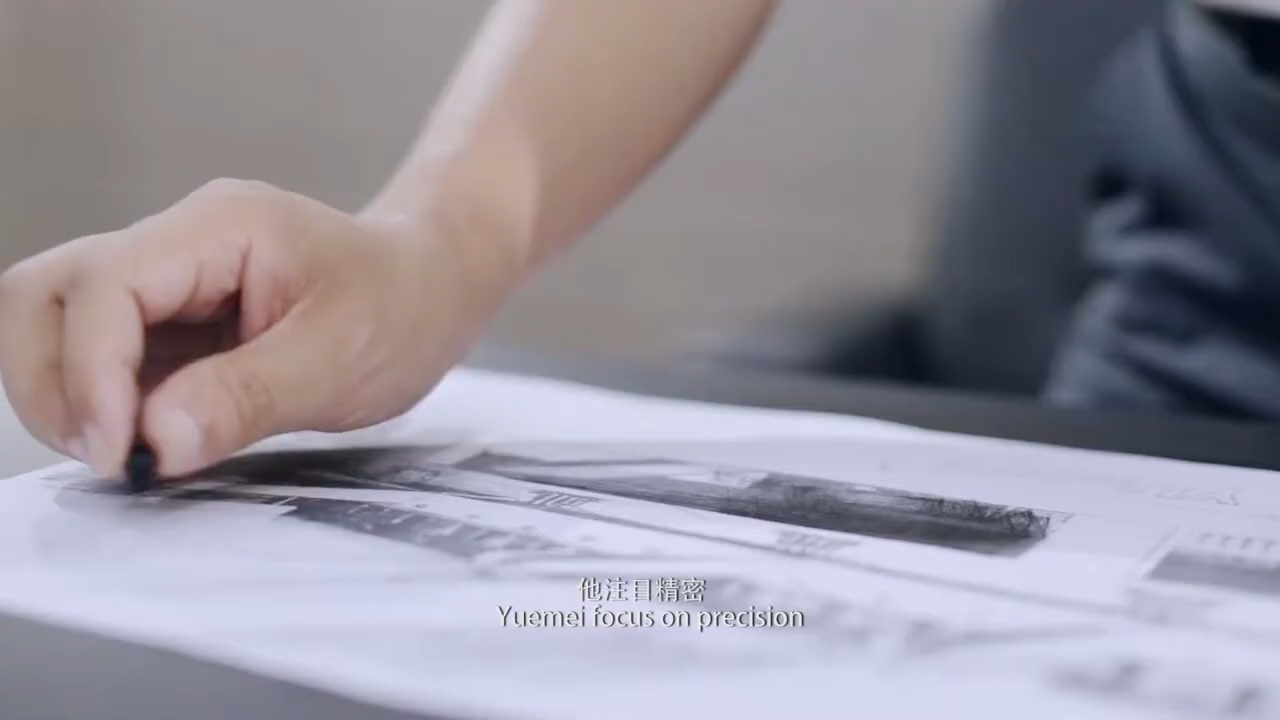 他注目精密
Yuemei focus on precision